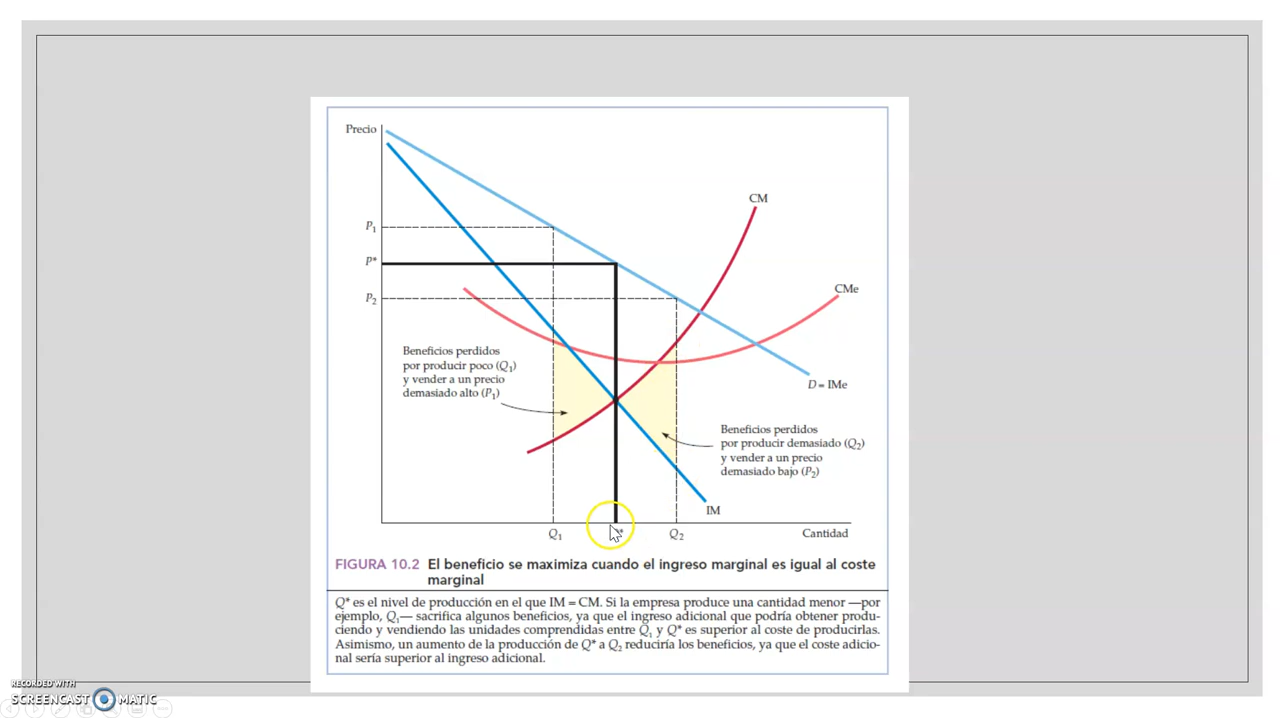 Precio
CM
P₁
P*
CMe
P₂
Beneficios perdidos
por producir poco (Q₁)
y vender a un precio
demasiado alto (P₁)
D = IMe
Beneficios perdidos
por producir demasiado (Q₂)
y vender a un precio
demasiado bajo (P₂)
IM
Q₁
Q₂
Cantidad
FIGURA 10.2 El beneficio se maximiza cuando el ingreso marginal es igual al coste
marginal
Q* es el nivel de producción en el que IM = CM. Si la empresa produce una cantidad menor —por
ejemplo, Q₁— sacrifica algunos beneficios, ya que el ingreso adicional que podría obtener produ-
ciendo y vendiendo las unidades comprendidas entre Q₁ y Q* es superior al coste de producirlas.
Asimismo, un aumento de la producción de Q* a Q₂ reduciría los beneficios, ya que el coste adicio-
nal sería superior al ingreso adicional.
RECORDED WITH
SCREENCAST MATIC